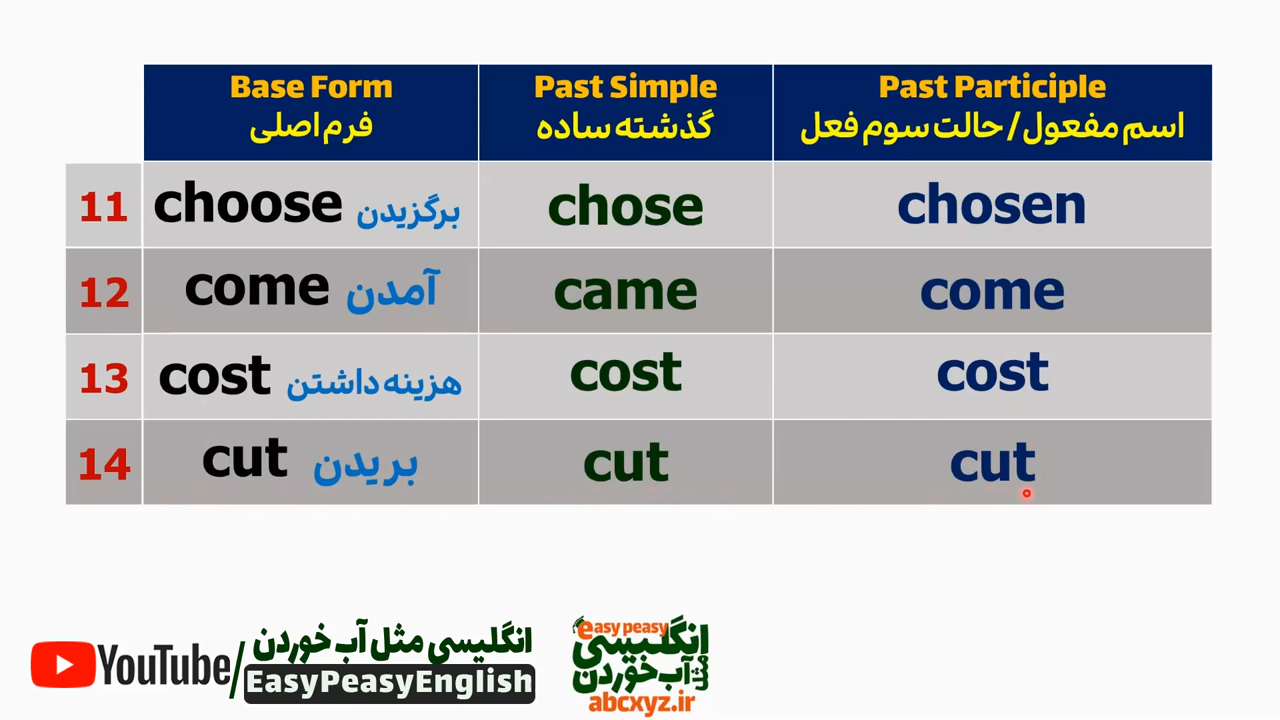 Base Form Past Simple Past Participle
فرم اصلی گذشته ساده اسم مفعول / حالت سوم فعل
11 choose برگزیدن chose chosen
12 come آمدن came come
13 cost هزینه داشتن cost cost
14 cut بریدن cut cut
YouTube / انگلیسی مثل آب خوردن
EasyPeasyEnglish
easy peasy
انگلیسی
مثل آب خوردن
abcxyz.ir